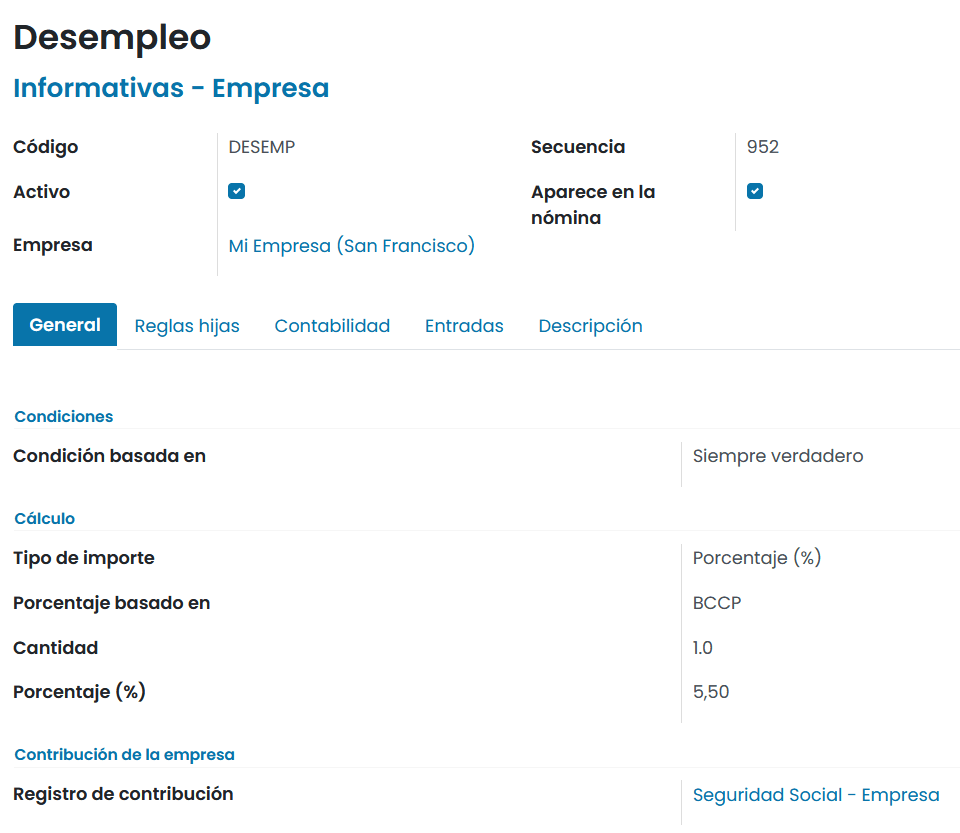 Desempleo
Informativas - Empresa
Código DESEMP Secuencia 952
Activo Aparece en la nómina
Empresa Mi Empresa (San Francisco)
General Reglas hijas Contabilidad Entradas Descripción
Condiciones
Condición basada en Siempre verdadero
Cálculo
Tipo de importe Porcentaje (%)
Porcentaje basado en BCCP
Cantidad 1.0
Porcentaje (%) 5,50
Contribución de la empresa
Registro de contribución Seguridad Social - Empresa